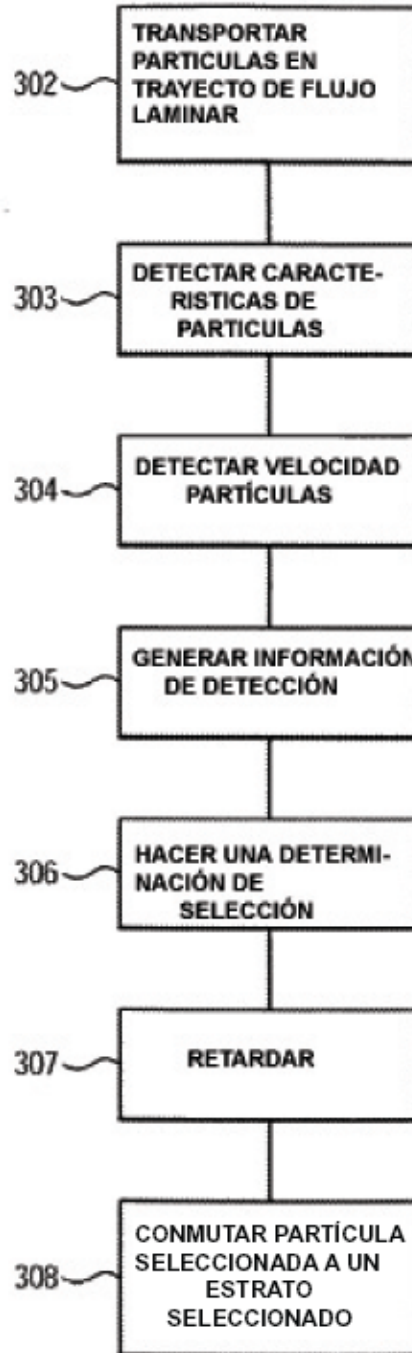 302
TRANSPORTAR
PARTICULAS EN
TRAYECTO DE FLUJO
LAMINAR
303
DETECTAR CARACTE-
RISTICAS DE
PARTICULAS
304
DETECTAR VELOCIDAD
PARTÍCULAS
305
GENERAR INFORMACIÓN
DE DETECCIÓN
306
HACER UNA DETERMI-
NACIÓN DE
SELECCIÓN
307
RETARDAR
308
CONMUTAR PARTÍCULA
SELECCIONADA A UN
ESTRATO
SELECCIONADO